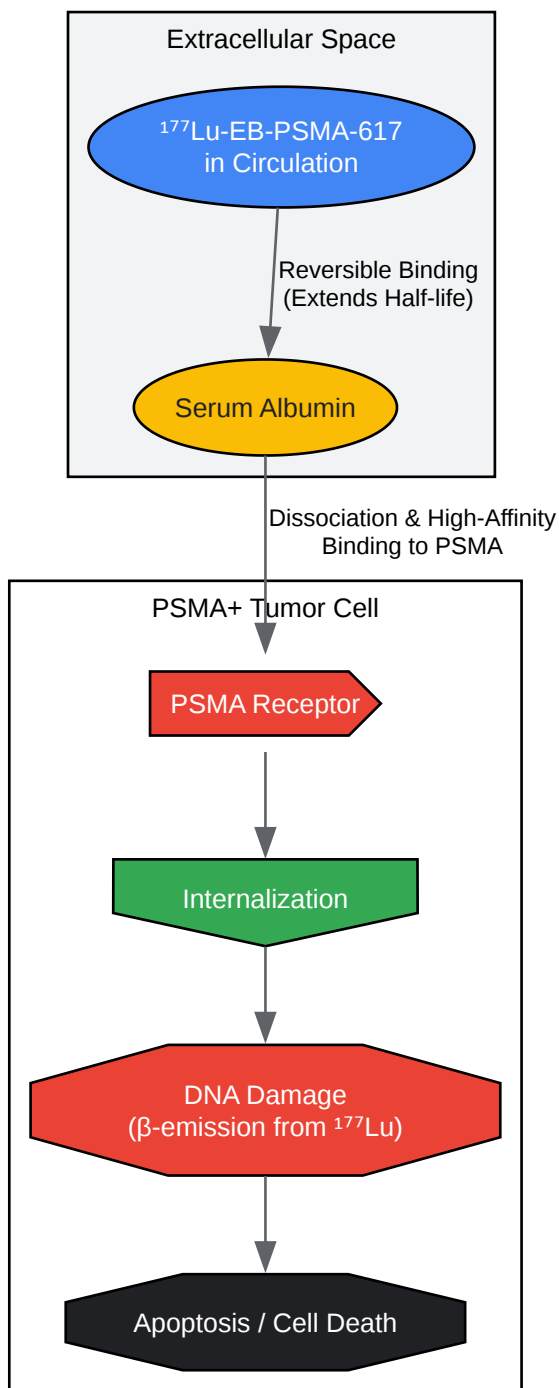 Extracellular Space
¹⁷⁷Lu-EB-PSMA-617
in Circulation
Reversible Binding
(Extends Half-life)
Serum Albumin
Dissociation & High-Affinity
Binding to PSMA
PSMA+ Tumor Cell
PSMA Receptor
Internalization
DNA Damage
(β-emission from ¹⁷⁷Lu)
Apoptosis / Cell Death